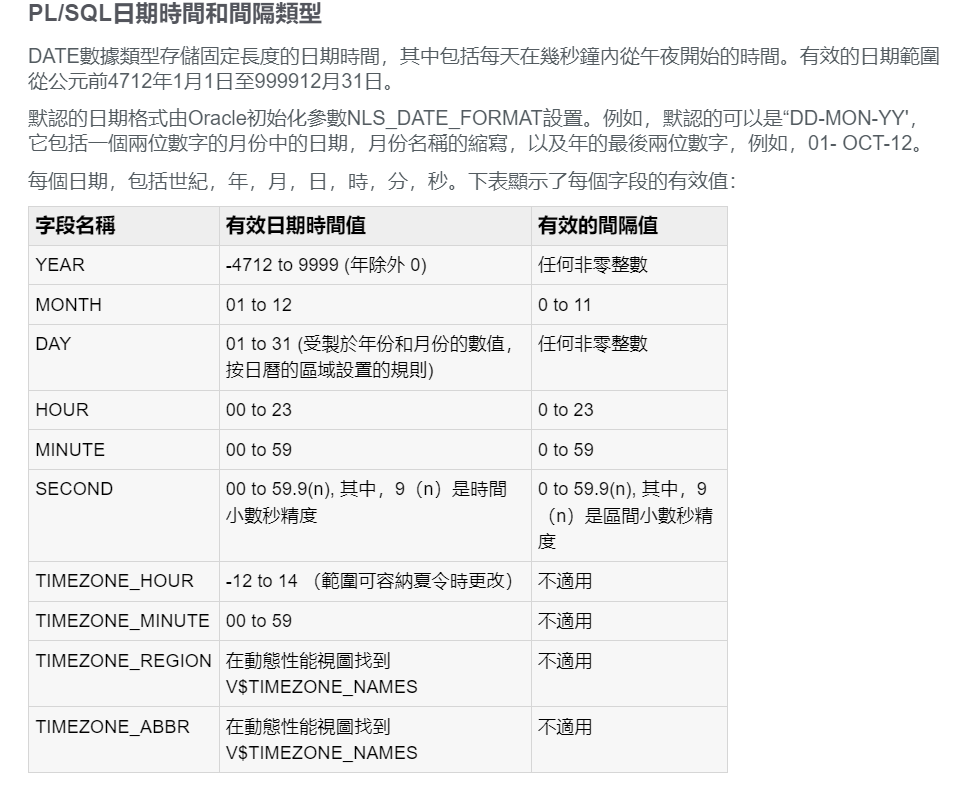 PL/SQL日期時間和間隔類型
DATE數據類型存儲固定長度的日期時間，其中包括每天在幾秒鐘內從午夜開始的時間。有效的日期範圍
從公元前4712年1月1日至999912月31日。
默認的日期格式由Oracle初始化參數NLS_DATE_FORMAT設置。例如，默認的可以是“DD-MON-YY'，
它包括一個兩位數字的月份中的日期，月份名稱的縮寫，以及年的最後兩位數字，例如，01- OCT-12。
每個日期，包括世紀，年，月，日，時，分，秒。下表顯示了每個字段的有效值：
字段名稱 有效日期時間值 有效的間隔值
YEAR -4712 to 9999 (年除外 0) 任何非零整數
MONTH 01 to 12 0 to 11
DAY 01 to 31 (受製於年份和月份的數值， 任何非零整數
按日曆的區域設置的規則)
HOUR 00 to 23 0 to 23
MINUTE 00 to 59 0 to 59
SECOND 00 to 59.9(n), 其中，9（n）是時間 0 to 59.9(n), 其中，9
小數秒精度 （n）是區間小數秒精
度
TIMEZONE_HOUR -12 to 14 （範圍可容納夏令時更改） 不適用
TIMEZONE_MINUTE 00 to 59 不適用
TIMEZONE_REGION 在動態性能視圖找到 不適用
V$TIMEZONE_NAMES
TIMEZONE_ABBR 在動態性能視圖找到 不適用
V$TIMEZONE_NAMES